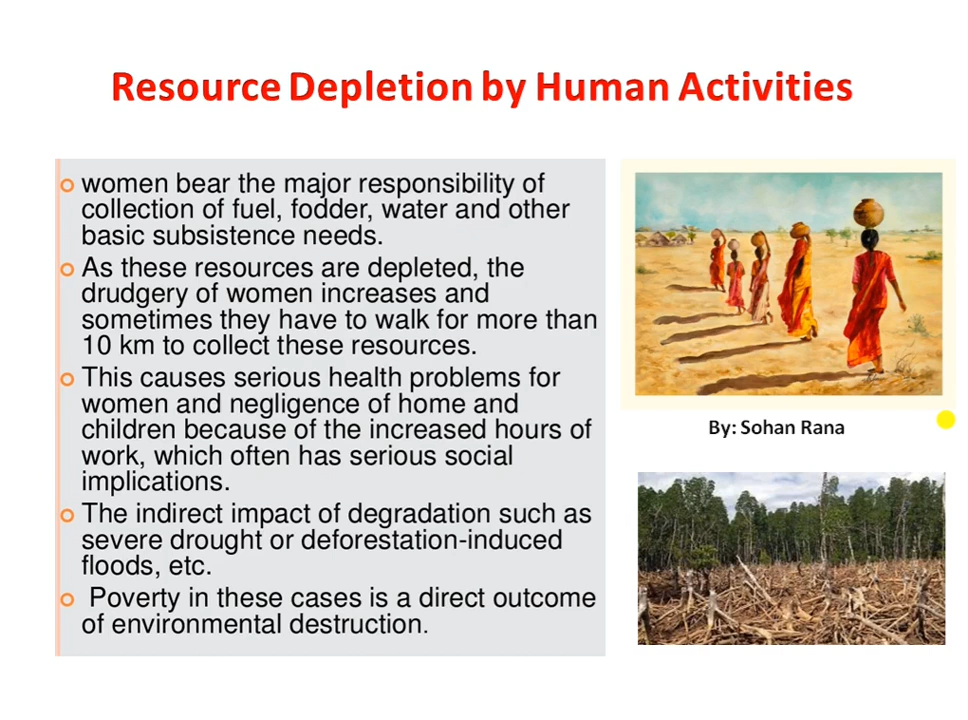 Resource Depletion by Human Activities
women bear the major responsibility of
collection of fuel, fodder, water and other
basic subsistence needs.
As these resources are depleted, the
drudgery of women increases and
sometimes they have to walk for more than
10 km to collect these resources.
This causes serious health problems for
women and negligence of home and
children because of the increased hours of
work, which often has serious social
implications.
The indirect impact of degradation such as
severe drought or deforestation-induced
floods, etc.
Poverty in these cases is a direct outcome
of environmental destruction.
By: Sohan Rana